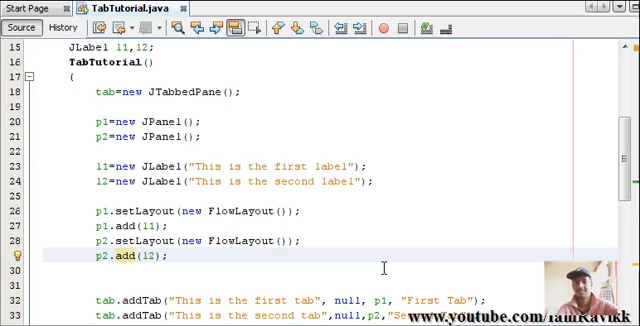 Start Page TabTutorial.java
Source History
15 JLabel l1,l2;
16 TabTutorial()
17 {
18 tab=new JTabbedPane();
19
20 p1=new JPanel();
21 p2=new JPanel();
22
23 l1=new JLabel("This is the first label");
24 l2=new JLabel("This is the second label");
25
26 p1.setLayout(new FlowLayout());
27 p1.add(l1);
28 p2.setLayout(new FlowLayout());
p2.add(l2);
30
31
32 tab.addTab("This is the first tab", null, p1, "First Tab");
33 tab.addTab("This is the second tab",null,p2,
www.youtube.com/IamRavikk